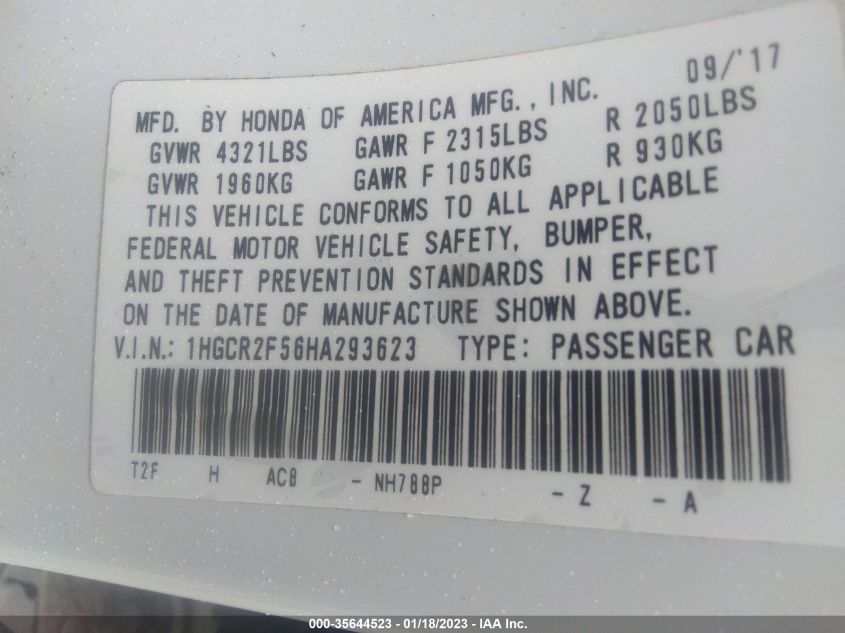 09/'17
MFD. BY HONDA OF AMERICA MFG., INC.
GVWR 4321LBS GAWR F 2315LBS R 2050LBS
GVWR 1960KG GAWR F 1050KG R 930KG
THIS VEHICLE CONFORMS TO ALL APPLICABLE
FEDERAL MOTOR VEHICLE SAFETY, BUMPER,
AND THEFT PREVENTION STANDARDS IN EFFECT
ON THE DATE OF MANUFACTURE SHOWN ABOVE.
V.I.N.: 1HGCR2F56HA293623 TYPE: PASSENGER CAR
T2F H AC8 - NH788P - Z - A
000-35644523 - 01/18/2023 - IAA Inc.